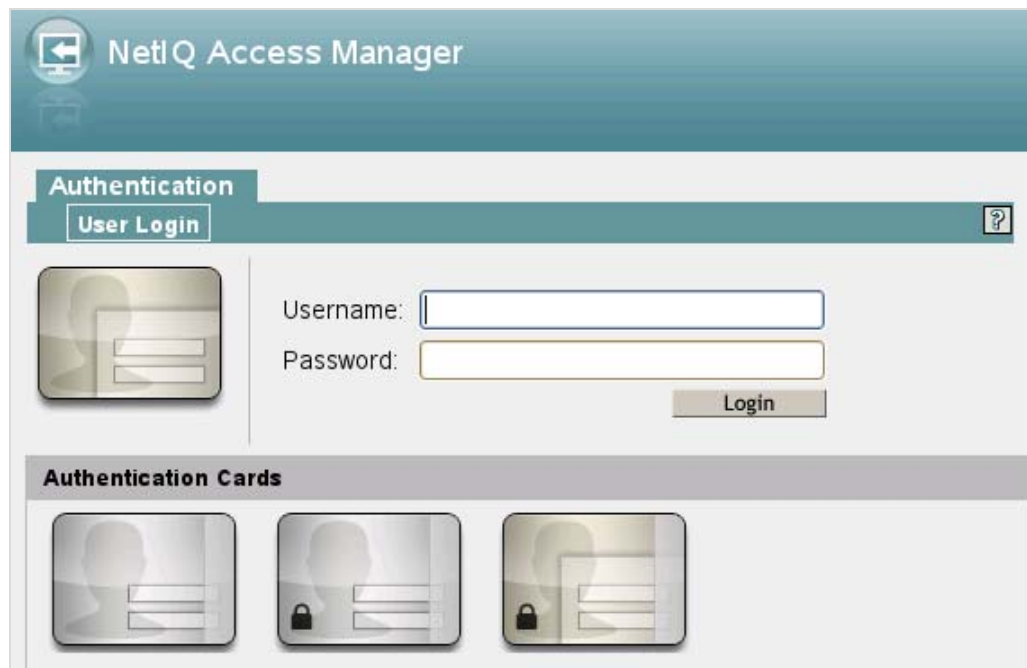 NetIQ Access Manager
Authentication
User Login
?
Username:
Password:
Login
Authentication Cards